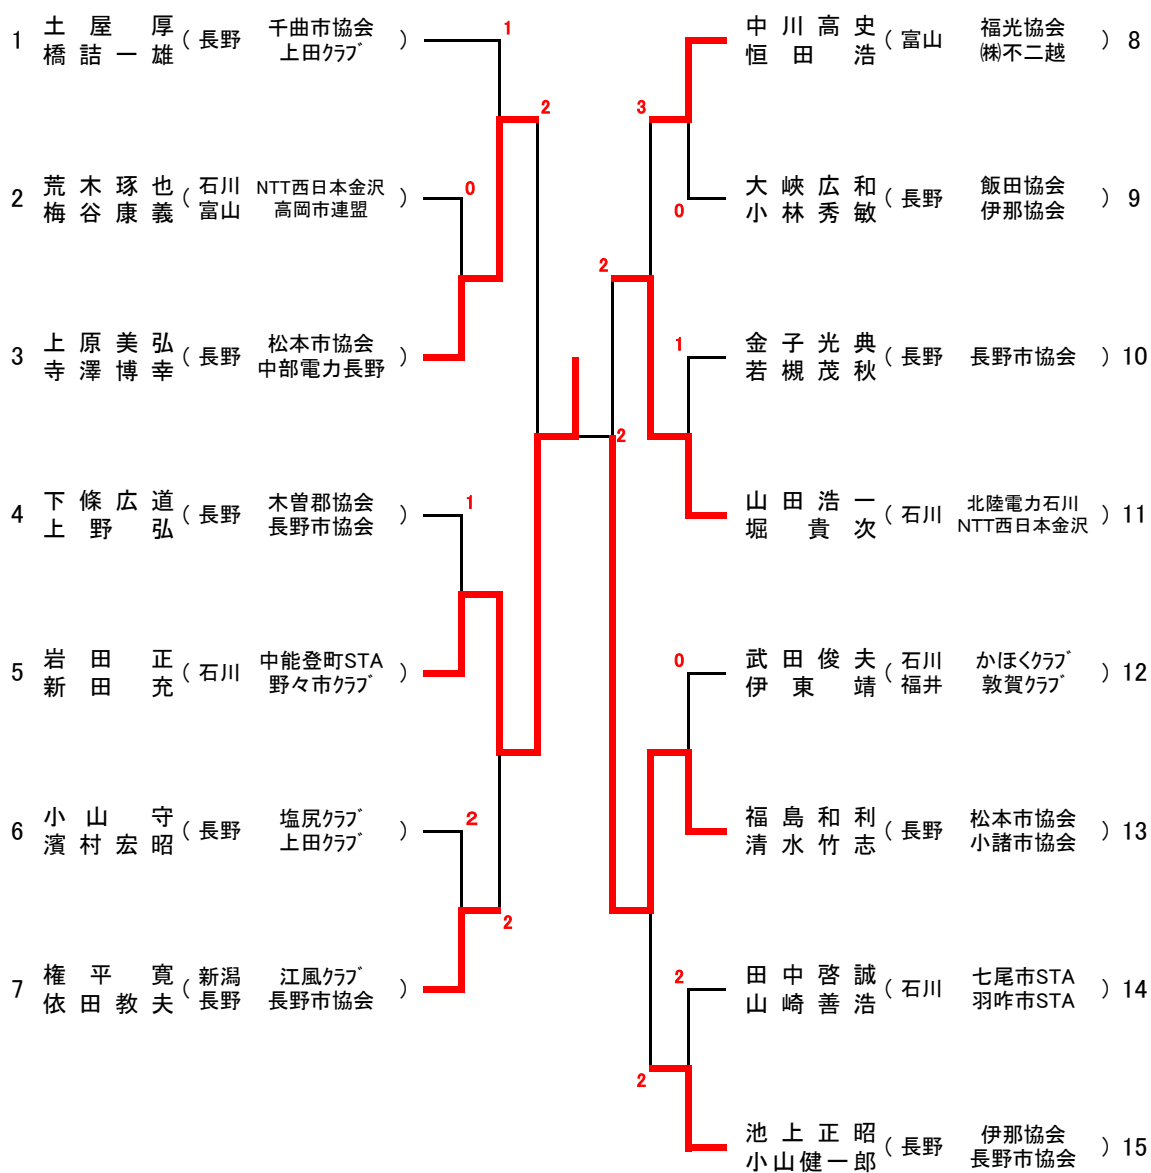 1 土屋厚 ( 長野 千曲市協会 )
橋詰一雄 上田ｸﾗﾌﾞ
1
2
2 荒木琢也 ( 石川 NTT西日本金沢 )
梅谷康義 富山 高岡市連盟
0
3 上原美弘 ( 長野 松本市協会 )
寺澤博幸 中部電力長野
4 下條広道 ( 長野 木曽郡協会 )
上野弘 長野市協会
1
5 岩田正 ( 石川 中能登町STA )
新田充 野々市ｸﾗﾌﾞ
6 小山守 ( 長野 塩尻ｸﾗﾌﾞ )
濱村宏昭 上田ｸﾗﾌﾞ
2
2
7 権平寛 ( 新潟 江風ｸﾗﾌﾞ )
依田教夫 長野 長野市協会
中川高史 ( 富山 福光協会 ) 8
恒田浩 ㈱不二越
3
大峽広和 ( 長野 飯田協会 ) 9
小林秀敏 伊那協会
0
2
金子光典 ( 長野 長野市協会 ) 10
若槻茂秋
1
2
山田浩一 ( 石川 北陸電力石川 ) 11
堀貴次 NTT西日本金沢
武田俊夫 ( 石川 かほくｸﾗﾌﾞ ) 12
伊東靖 福井 敦賀ｸﾗﾌﾞ
0
福島和利 ( 長野 松本市協会 ) 13
清水竹志 小諸市協会
田中啓誠 ( 石川 七尾市STA ) 14
山崎善浩 羽咋市STA
2
2
池上正昭 ( 長野 伊那協会 ) 15
小山健一郎 長野市協会